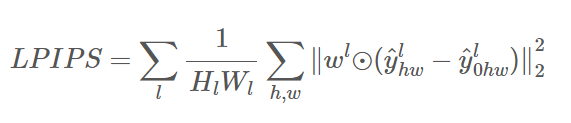 $LPIPS = \sum_{l} \frac{1}{H_l W_l} \sum_{h,w} \| w^l \odot (\hat{y}^l_{hw} - \hat{y}^l_{0hw}) \|_2^2$